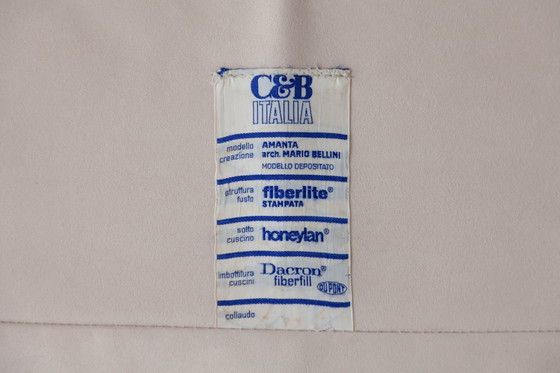 C&B
ITALIA
modello creazione
AMANTA
arch. MARIO BELLINI
MODELLO DEPOSITATO
struttura fusto
fiberlite®
STAMPATA
sotto cuscino
honeylan®
imbottitura cuscini
Dacron®
fiberfill
DU PONT
collaudo